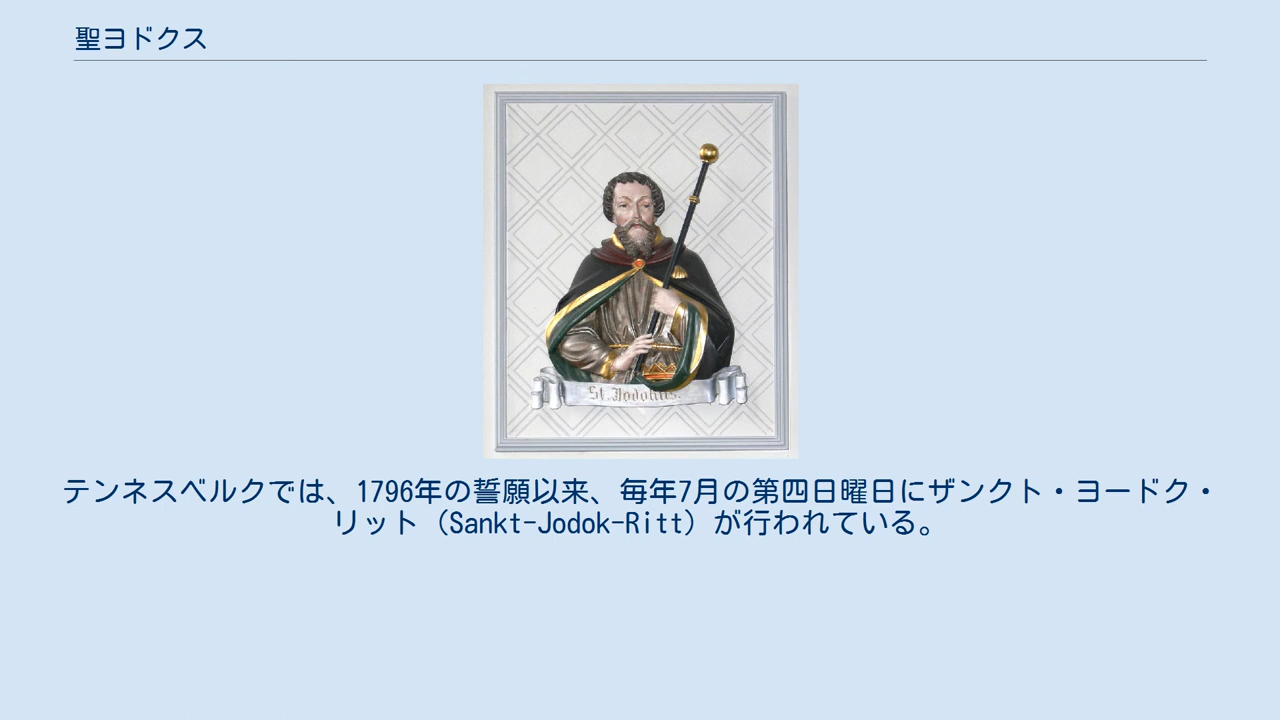 聖ヨドクス
St. Jodokus.
テンネスベルクでは、1796年の誓願以来、毎年7月の第四日曜日にザンクト・ヨードク・
リット（Sankt-Jodok-Ritt）が行われている。